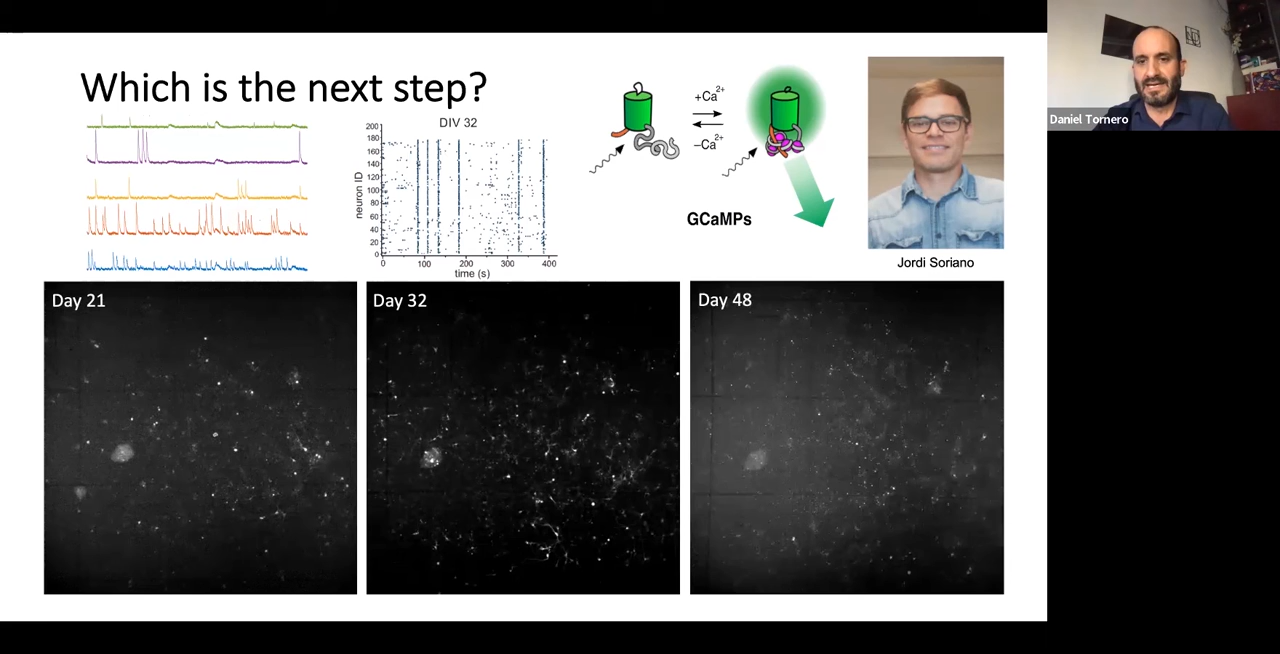 Which is the next step?
DIV 32
200
180
160
140
120
100
80
60
40
20
0
neuron ID
0 100 200 300 400
time (s)
+Ca2+
−Ca2+
GCaMPs
Jordi Soriano
Daniel Tornero
Day 21
Day 32
Day 48